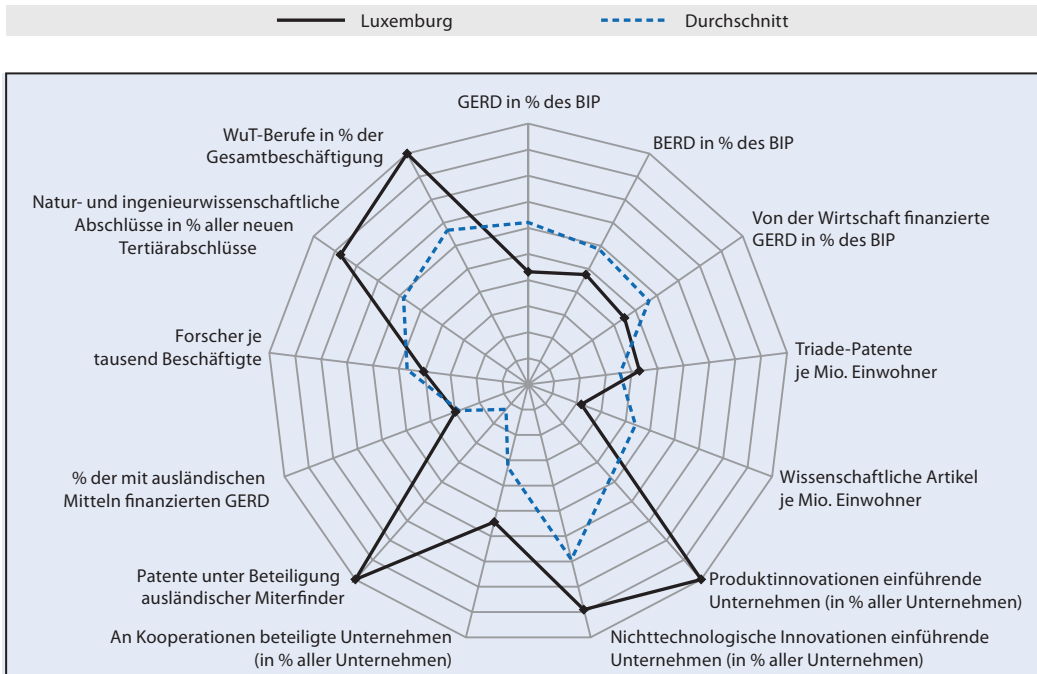 Luxemburg
Durchschnitt
GERD in % des BIP
BERD in % des BIP
Von der Wirtschaft finanzierte
GERD in % des BIP
Triade-Patente
je Mio. Einwohner
Wissenschaftliche Artikel
je Mio. Einwohner
Produktinnovationen einführende
Unternehmen (in % aller Unternehmen)
Nichttechnologische Innovationen einführende
Unternehmen (in % aller Unternehmen)
An Kooperationen beteiligte Unternehmen
(in % aller Unternehmen)
Patente unter Beteiligung
ausländischer Miterfinder
% der mit ausländischen
Mitteln finanzierten GERD
Forscher je
tausend Beschäftigte
Natur- und ingenieurwissenschaftliche
Abschlüsse in % aller neuen
Tertiärabschlüsse
WuT-Berufe in % der
Gesamtbeschäftigung